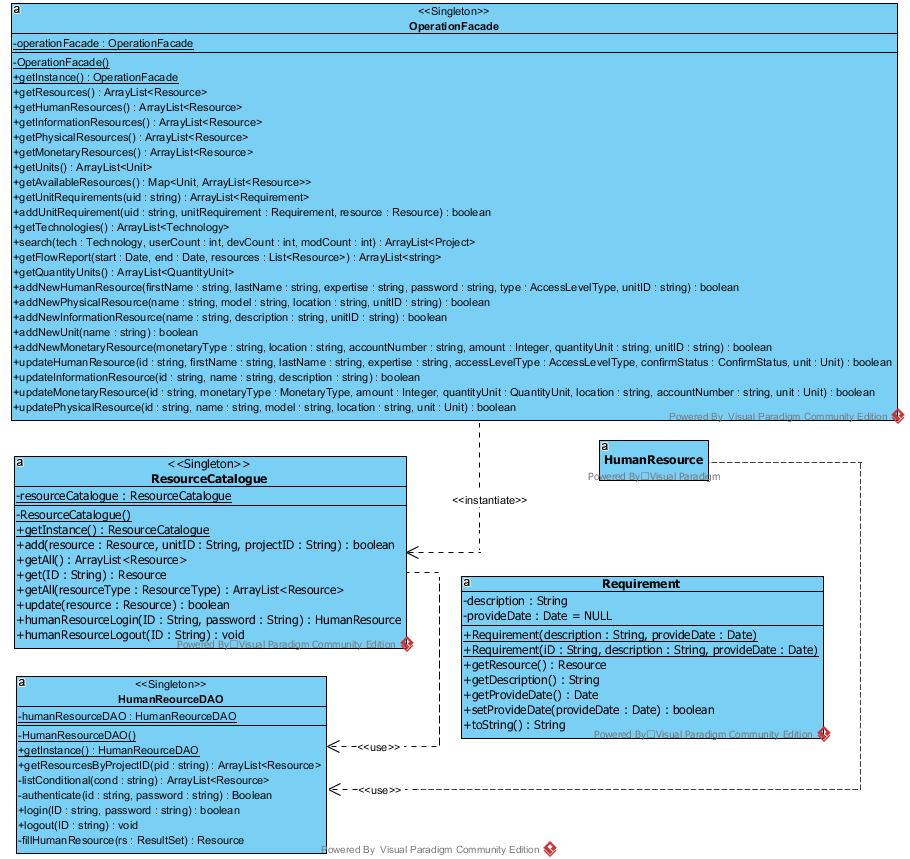 a
<<Singleton>>
OperationFacade
-operationFacade : OperationFacade
-OperationFacade()
+getInstance() : OperationFacade
+getResources() : ArrayList<Resource>
+getHumanResources() : ArrayList<Resource>
+getInformationResources() : ArrayList<Resource>
+getPhysicalResources() : ArrayList<Resource>
+getMonetaryResources() : ArrayList<Resource>
+getUnits() : ArrayList<Unit>
+getAvailableResources() : Map<Unit, ArrayList<Resource>>
+getUnitRequirements(uid : string) : ArrayList<Requirement>
+addUnitRequirement(uid : string, unitRequirement : Requirement, resource : Resource) : boolean
+getTechnologies() : ArrayList<Technology>
+search(tech : Technology, userCount : int, devCount : int, modCount : int) : ArrayList<Project>
+getFlowReport(start : Date, end : Date, resources : List<Resource>) : ArrayList<string>
+getQuantityUnits() : ArrayList<QuantityUnit>
+addNewHumanResource(firstName : string, lastName : string, expertise : string, password : string, type : AccessLevelType, unitID : string) : boolean
+addNewPhysicalResource(name : string, model : string, location : string, unitID : string) : boolean
+addNewInformationResource(name : string, description : string, unitID : string) : boolean
+addNewUnit(name : string) : boolean
+addNewMonetaryResource(monetaryType : string, location : string, accountNumber : string, amount : Integer, quantityUnit : string, unitID : string) : boolean
+updateHumanResource(id : string, firstName : string, lastName : string, expertise : string, accessLevelType : AccessLevelType, confirmStatus : ConfirmStatus, unit : Unit) : boolean
+updateInformationResource(id : string, name : string, description : string) : boolean
+updateMonetaryResource(id : string, monetaryType : MonetaryType, amount : Integer, quantityUnit : QuantityUnit, location : string, accountNumber : string, unit : Unit) : boolean
+updatePhysicalResource(id : string, name : string, model : string, location : string, unit : Unit) : boolean
Powered By Visual Paradigm Community Edition
a
HumanResource
Powered By□Visual Paradigm
<<instantiate>>
a
<<Singleton>>
ResourceCatalogue
-resourceCatalogue : ResourceCatalogue
-ResourceCatalogue()
+getInstance() : ResourceCatalogue
+add(resource : Resource, unitID : String, projectID : String) : boolean
+getAll() : ArrayList<Resource>
+get(ID : String) : Resource
+getAll(resourceType : ResourceType) : ArrayList<Resource>
+update(resource : Resource) : boolean
+humanResourceLogin(ID : String, password : String) : HumanResource
+humanResourceLogout(ID : String) : void
Powered By□Visual Paradigm Community Edition
a
Requirement
-description : String
-provideDate : Date = NULL
+Requirement(description : String, provideDate : Date)
+Requirement(iD : String, description : String, provideDate : Date)
+getResource() : Resource
+getDescription() : String
+getProvideDate() : Date
+setProvideDate(provideDate : Date) : boolean
+toString() : String
Powered By□Visual Paradigm Community Edition
a
<<Singleton>>
HumanReourceDAO
-humanResourceDAO : HumanReourceDAO
-HumanResourceDAO()
+getInstance() : HumanReourceDAO
+getResourcesByProjectID(pid : string) : ArrayList<Resource>
-listConditional(cond : string) : ArrayList<Resource>
-authenticate(id : string, password : string) : Boolean
+login(ID : string, password : string) : boolean
+logout(ID : string) : void
-fillHumanResource(rs : ResultSet) : Resource
<<use>>
<<use>>
Powered By Visual Paradigm Community Edition